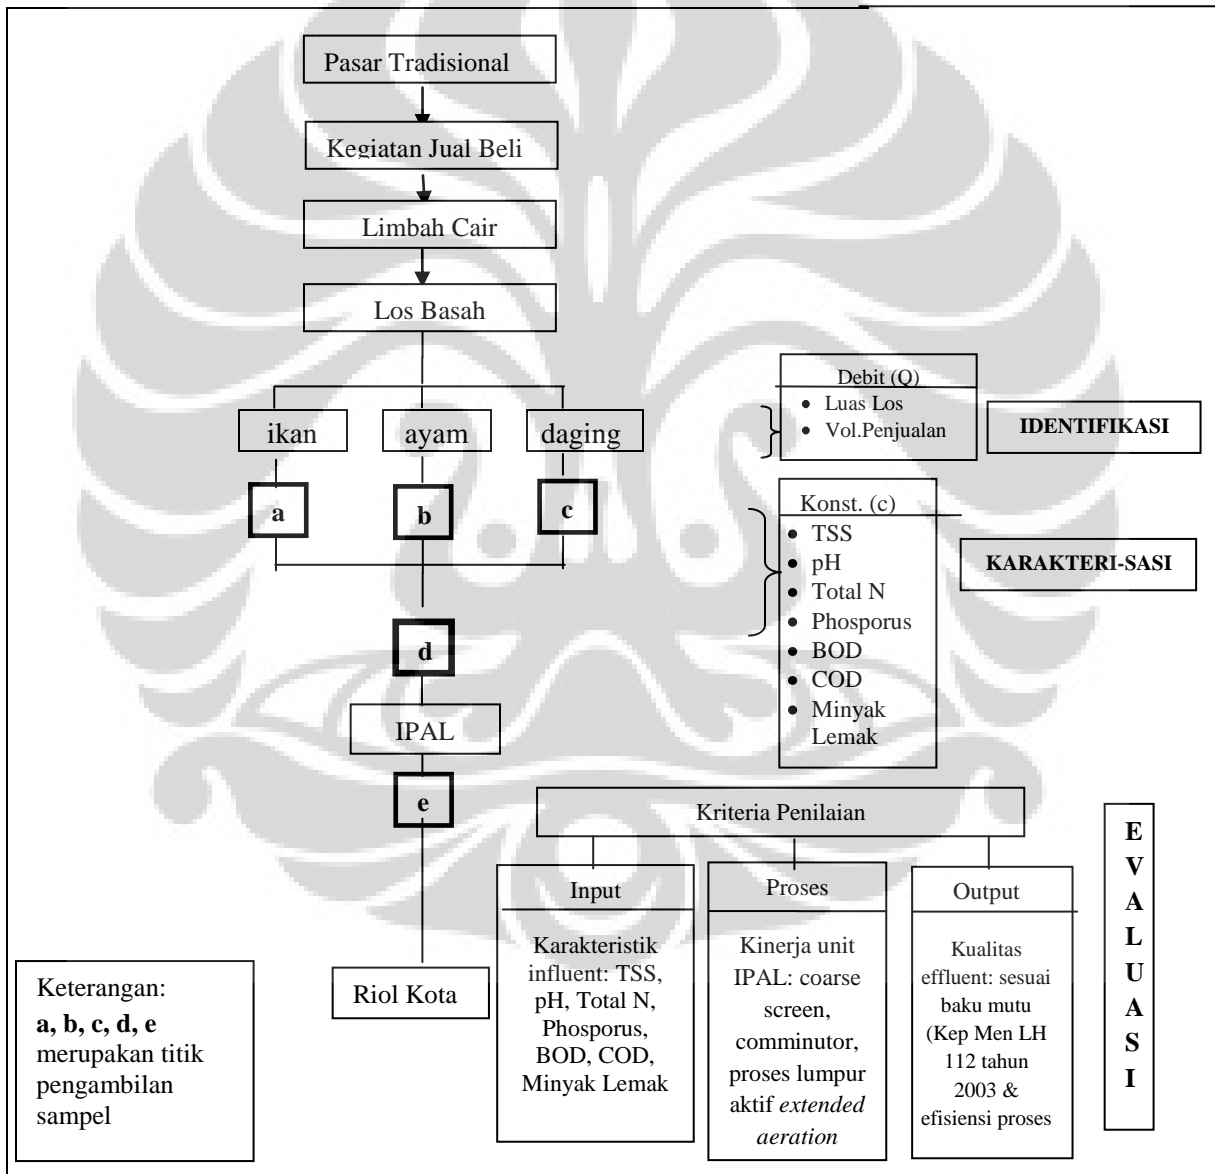 Pasar Tradisional
Kegiatan Jual Beli
Limbah Cair
Los Basah
ikan
ayam
daging
a
b
c
d
IPAL
e
Riol Kota
Debit (Q)
• Luas Los
• Vol.Penjualan
IDENTIFIKASI
Konst. (c)
• TSS
• pH
• Total N
• Phosporus
• BOD
• COD
• Minyak
Lemak
KARAKTERI-SASI
Kriteria Penilaian
Input
Karakteristik
influent: TSS,
pH, Total N,
Phosporus,
BOD, COD,
Minyak Lemak
Proses
Kinerja unit
IPAL: coarse
screen,
comminutor,
proses lumpur
aktif extended
aeration
Output
Kualitas
effluent: sesuai
baku mutu
(Kep Men LH
112 tahun
2003 &
efisiensi proses
E
V
A
L
U
A
S
I
Keterangan:
a, b, c, d, e
merupakan titik
pengambilan
sampel